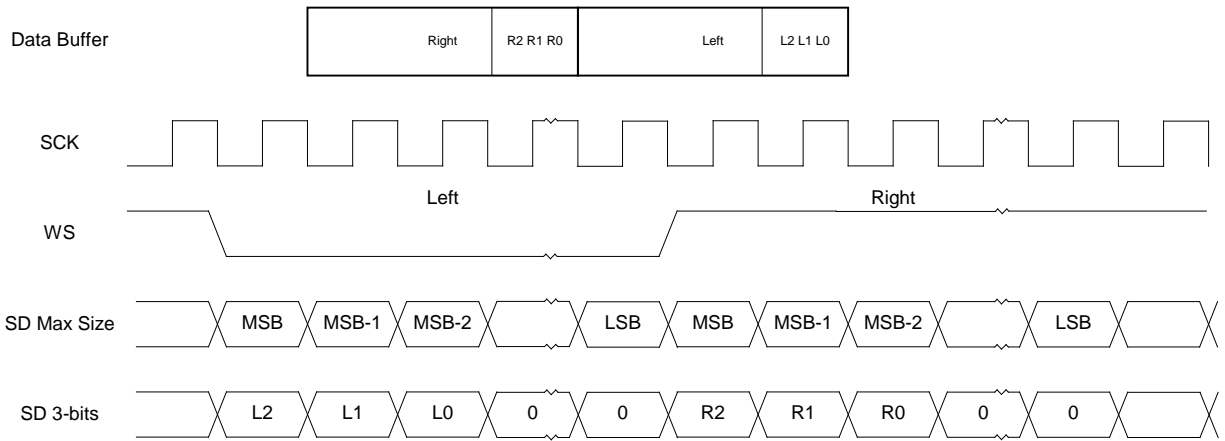 Data Buffer Right R2 R1 R0 Left L2 L1 L0
SCK
Left Right
WS
SD Max Size MSB MSB-1 MSB-2 LSB MSB MSB-1 MSB-2 LSB
SD 3-bits L2 L1 L0 0 0 R2 R1 R0 0 0